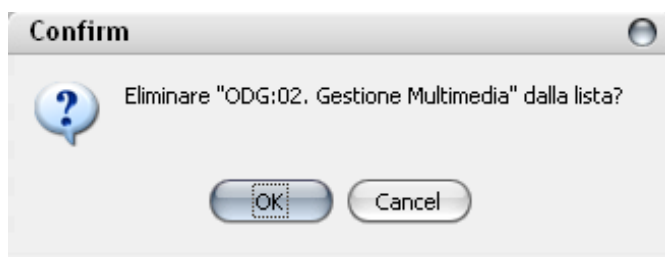 Confirm
Eliminare "ODG:02. Gestione Multimedia" dalla lista?
OK
Cancel